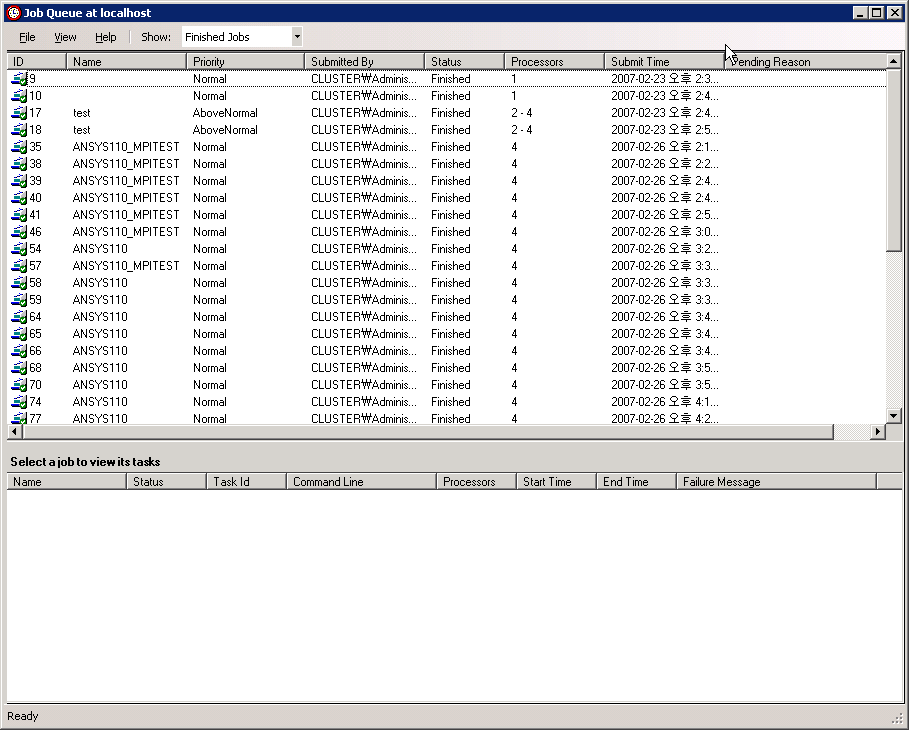 Job Queue at localhost
File View Help Show: Finished Jobs
ID Name Priority Submitted By Status Processors Submit Time Pending Reason
9 Normal CLUSTER₩Adminis... Finished 1 2007-02-23 오후 2:3...
10 Normal CLUSTER₩Adminis... Finished 1 2007-02-23 오후 2:4...
17 test AboveNormal CLUSTER₩Adminis... Finished 2 - 4 2007-02-23 오후 2:4...
18 test AboveNormal CLUSTER₩Adminis... Finished 2 - 4 2007-02-23 오후 2:5...
35 ANSYS110_MPITEST Normal CLUSTER₩Adminis... Finished 4 2007-02-26 오후 2:1...
38 ANSYS110_MPITEST Normal CLUSTER₩Adminis... Finished 4 2007-02-26 오후 2:2...
39 ANSYS110_MPITEST Normal CLUSTER₩Adminis... Finished 4 2007-02-26 오후 2:4...
40 ANSYS110_MPITEST Normal CLUSTER₩Adminis... Finished 4 2007-02-26 오후 2:4...
41 ANSYS110_MPITEST Normal CLUSTER₩Adminis... Finished 4 2007-02-26 오후 2:5...
46 ANSYS110_MPITEST Normal CLUSTER₩Adminis... Finished 4 2007-02-26 오후 3:0...
54 ANSYS110 Normal CLUSTER₩Adminis... Finished 4 2007-02-26 오후 3:2...
57 ANSYS110_MPITEST Normal CLUSTER₩Adminis... Finished 4 2007-02-26 오후 3:3...
58 ANSYS110 Normal CLUSTER₩Adminis... Finished 4 2007-02-26 오후 3:3...
59 ANSYS110 Normal CLUSTER₩Adminis... Finished 4 2007-02-26 오후 3:3...
64 ANSYS110 Normal CLUSTER₩Adminis... Finished 4 2007-02-26 오후 3:4...
65 ANSYS110 Normal CLUSTER₩Adminis... Finished 4 2007-02-26 오후 3:4...
66 ANSYS110 Normal CLUSTER₩Adminis... Finished 4 2007-02-26 오후 3:4...
68 ANSYS110 Normal CLUSTER₩Adminis... Finished 4 2007-02-26 오후 3:5...
70 ANSYS110 Normal CLUSTER₩Adminis... Finished 4 2007-02-26 오후 3:5...
74 ANSYS110 Normal CLUSTER₩Adminis... Finished 4 2007-02-26 오후 4:1...
77 ANSYS110 Normal CLUSTER₩Adminis... Finished 4 2007-02-26 오후 4:2...
Select a job to view its tasks
Name Status Task Id Command Line Processors Start Time End Time Failure Message
Ready